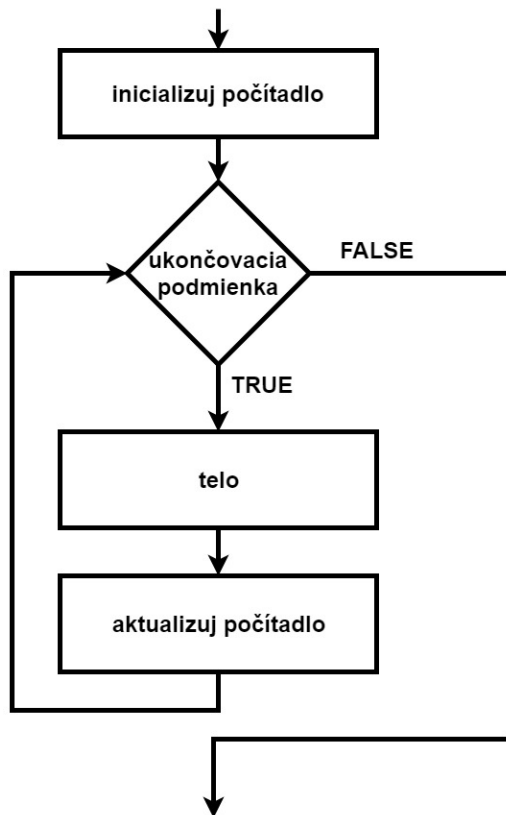 inicializuj počítadlo
ukončovacia
podmienka
FALSE
TRUE
telo
aktualizuj počítadlo